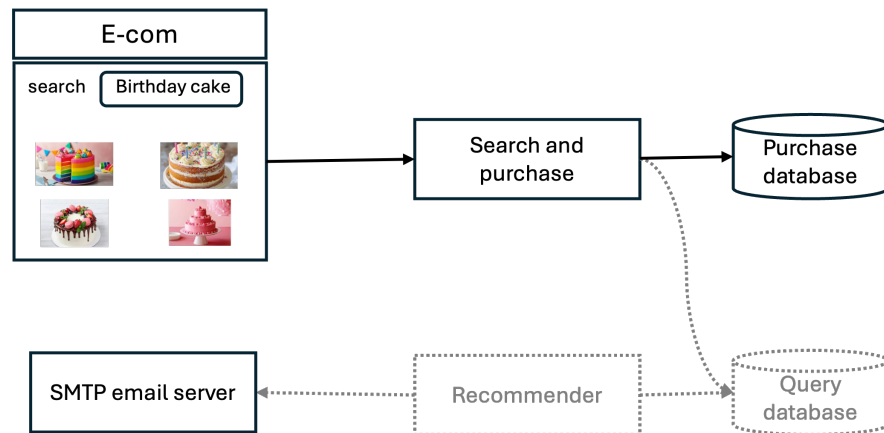 E-com
search
Birthday cake
Search and
purchase
Purchase
database
SMTP email server
Recommender
Query
database